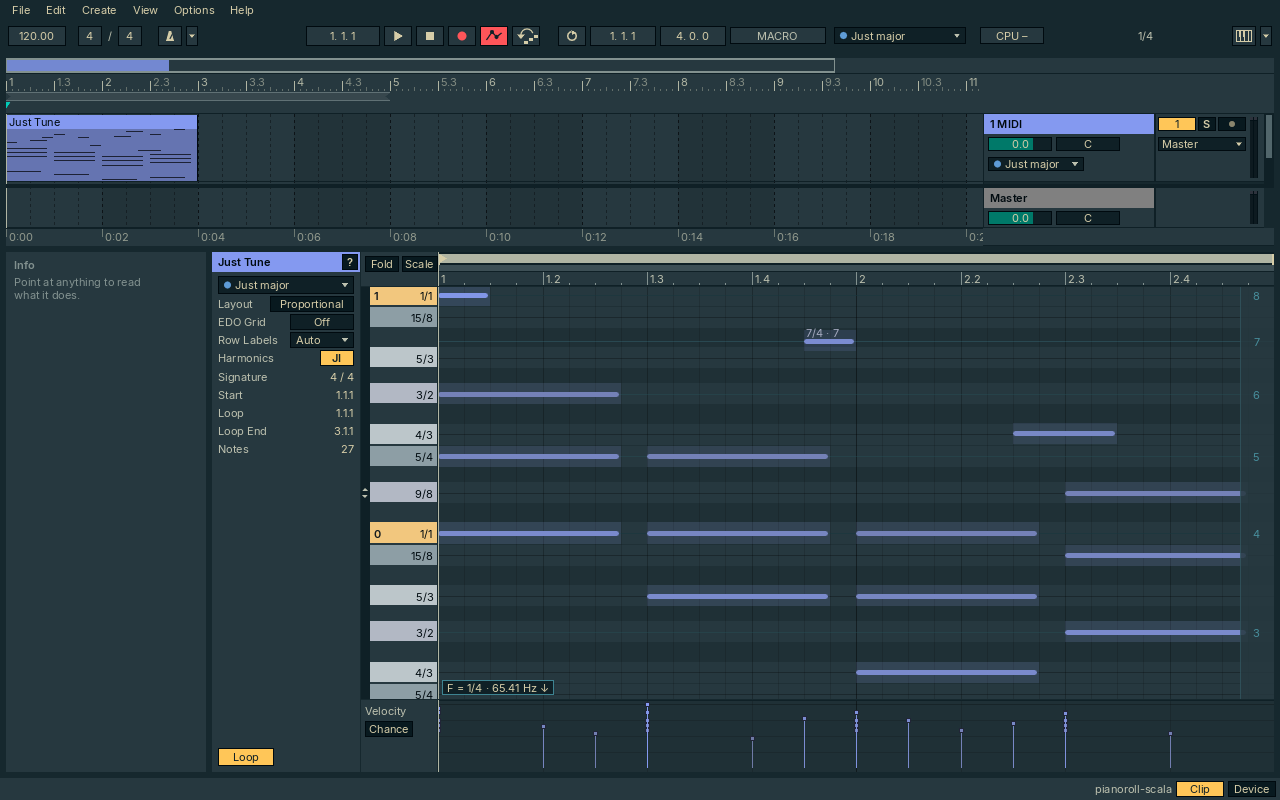 File Edit Create View Options Help
120.00 4 / 4 1. 1. 1 1. 1. 1 4. 0. 0 MACRO Just major CPU – 1/4
1 1.3 2 2.3 3 3.3 4 4.3 5 5.3 6 6.3 7 7.3 8 8.3 9 9.3 10 10.3 11
Just Tune
1 MIDI 1 S
0.0 C Master
Just major
Master
0.0 C
0:00 0:02 0:04 0:06 0:08 0:10 0:12 0:14 0:16 0:18 0:2
Info
Point at anything to read
what it does.
Just Tune ?
Just major
Layout Proportional
EDO Grid Off
Row Labels Auto
Harmonics JI
Signature 4 / 4
Start 1.1.1
Loop 1.1.1
Loop End 3.1.1
Notes 27
Loop
Fold Scale
1 1.2 1.3 1.4 2 2.2 2.3 2.4
1 1/1 8
15/8
7/4 · 7 7
5/3
3/2 6
4/3
5/4 5
9/8
0 1/1 4
15/8
5/3
3/2 3
4/3
5/4
F = 1/4 · 65.41 Hz ↓
Velocity
Chance
pianoroll-scala Clip Device